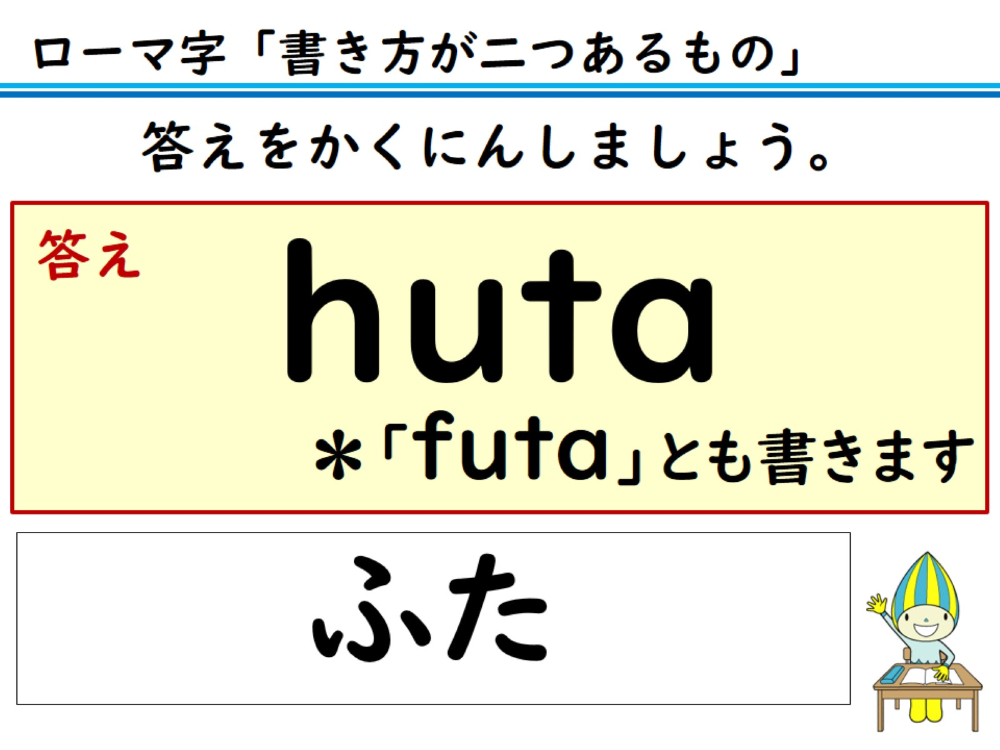 ローマ字「書き方が二つあるもの」
答えをかくにんしましょう。
答え
huta
＊「futa」とも書きます
ふた